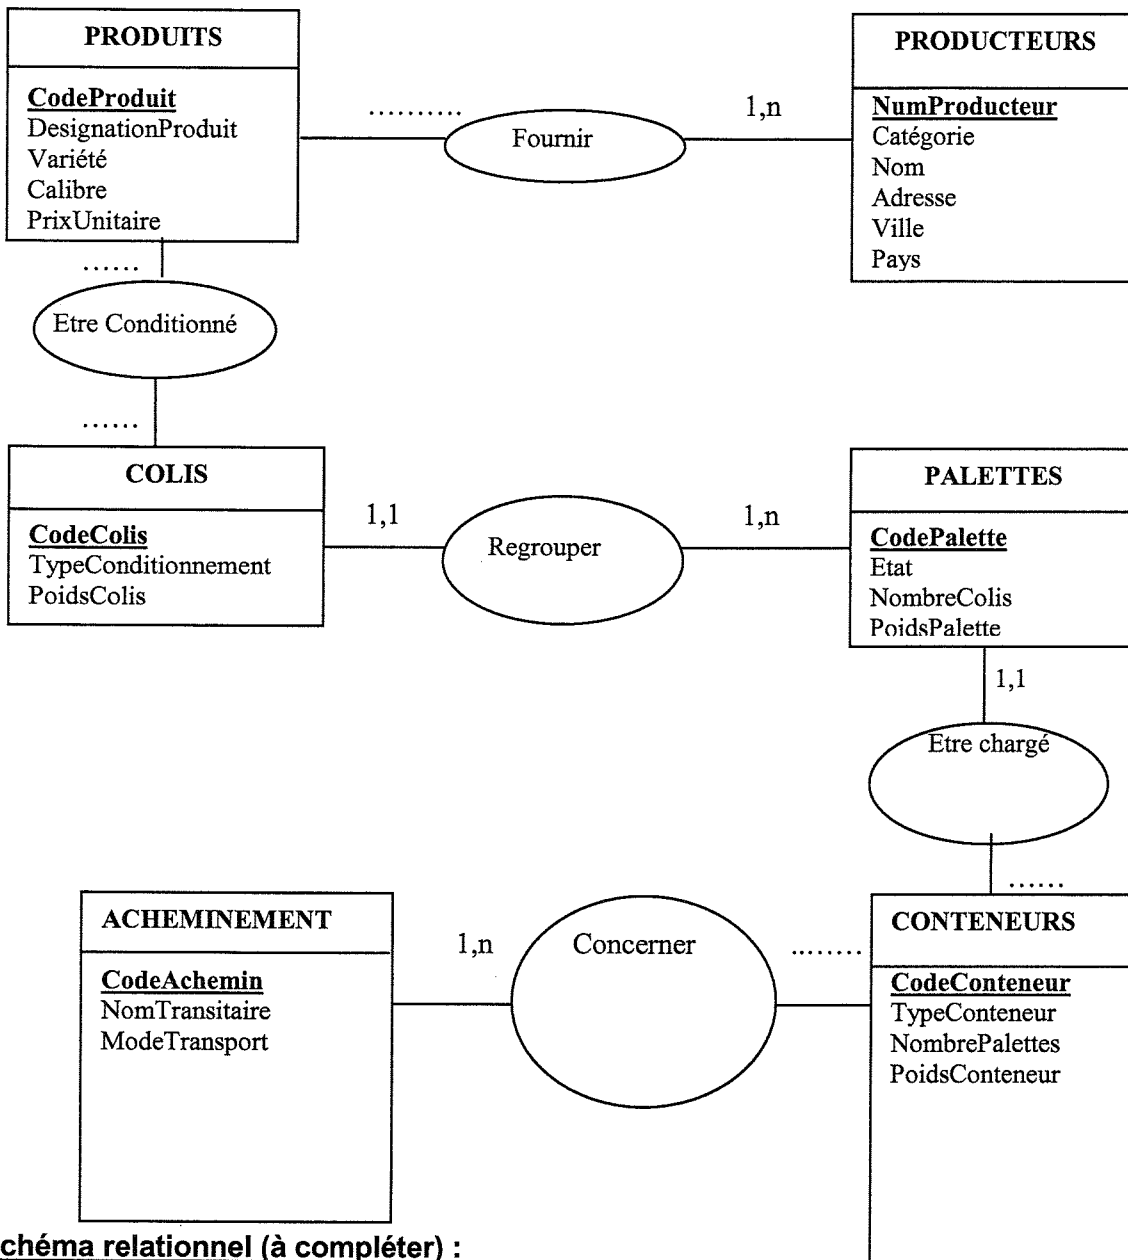 PRODUITS
CodeProduit
DesignationProduit
Variété
Calibre
PrixUnitaire
..........
Fournir
1,n
PRODUCTEURS
NumProducteur
Catégorie
Nom
Adresse
Ville
Pays
......
Etre Conditionné
......
COLIS
CodeColis
TypeConditionnement
PoidsColis
1,1
Regrouper
1,n
PALETTES
CodePalette
Etat
NombreColis
PoidsPalette
1,1
Etre chargé
......
ACHEMINEMENT
CodeAchemin
NomTransitaire
ModeTransport
1,n
Concerner
........
CONTENEURS
CodeConteneur
TypeConteneur
NombrePalettes
PoidsConteneur
chéma relationnel (à compléter) :